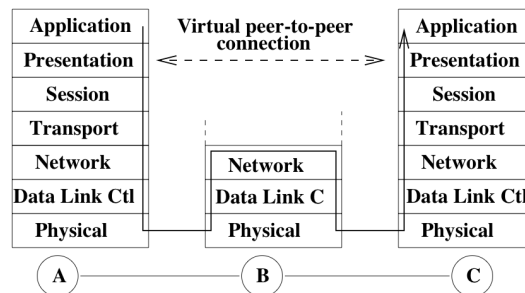 Application
Presentation
Session
Transport
Network
Data Link Ctl
Physical
A
Virtual peer-to-peer
connection
Network
Data Link C
Physical
B
Application
Presentation
Session
Transport
Network
Data Link Ctl
Physical
C